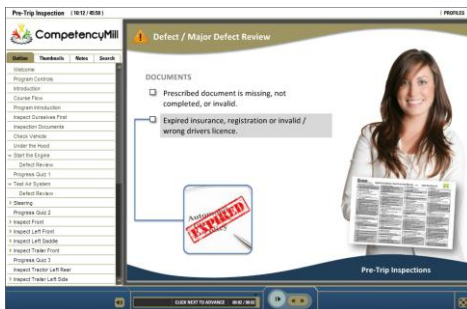 Pre-Trip Inspection ( 10:12 / 45:58 )
PROFILES
CompetencyMill
Outline Thumbnails Notes Search
Welcome
Program Controls
Introduction
Course Flow
Program Introduction
Inspect Ourselves First
Inspection Documents
Check Vehicle
Under the Hood
Start the Engine
Defect Review
Progress Quiz 1
Test Air System
Defect Review
Steering
Progress Quiz 2
Inspect Front
Inspect Left Front
Inspect Left Saddle
Inspect Trailer Front
Progress Quiz 3
Inspect Tractor Left Rear
Inspect Trailer Left Side
Defect / Major Defect Review
DOCUMENTS
Prescribed document is missing, not
completed, or invalid.
Expired insurance, registration or invalid /
wrong drivers licence.
EXPIRED
Pre-Trip Inspections
CLICK NEXT TO ADVANCE